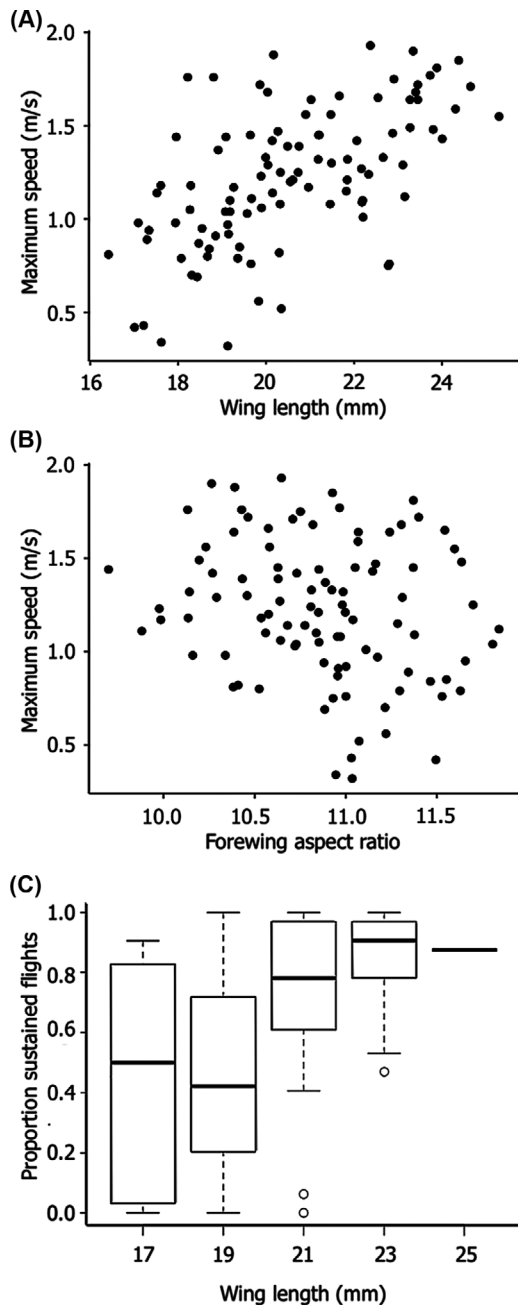 (A)
Maximum speed (m/s)
2.0
1.5
1.0
0.5
16 18 20 22 24
Wing length (mm)
(B)
Maximum speed (m/s)
2.0
1.5
1.0
0.5
10.0 10.5 11.0 11.5
Forewing aspect ratio
(C)
Proportion sustained flights
1.0
0.8
0.6
0.4
0.2
0.0
17 19 21 23 25
Wing length (mm)